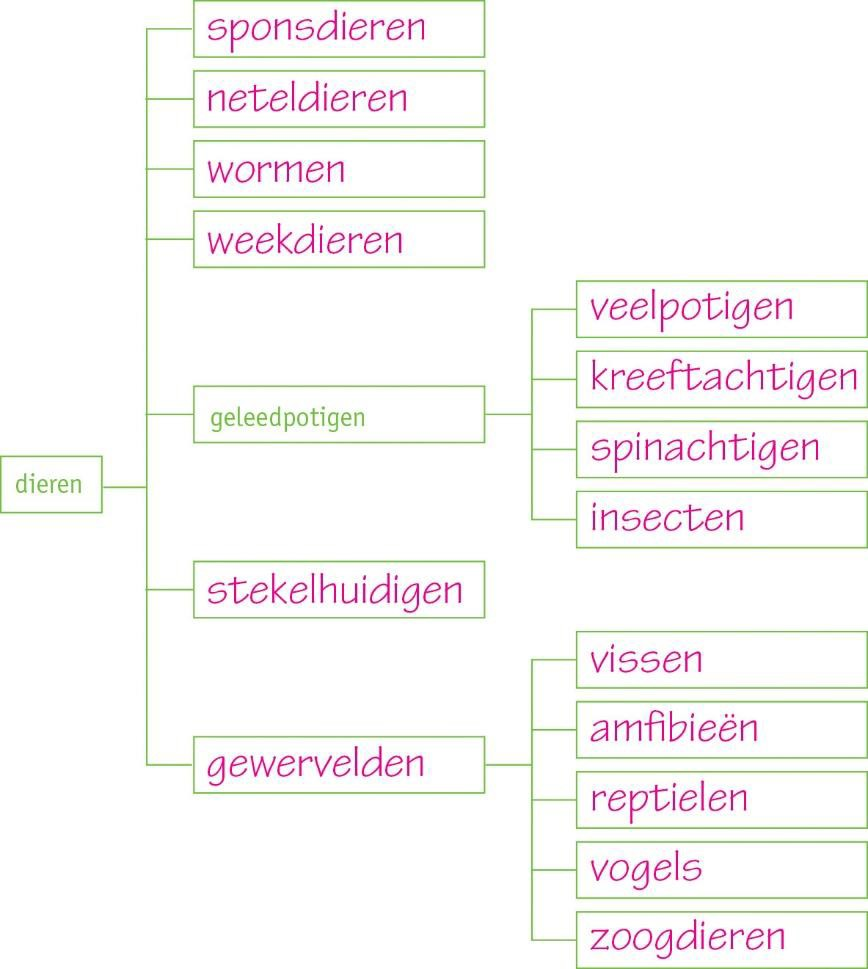 sponsdieren
neteldieren
wormen
weekdieren
veelpotigen
kreeftachtigen
geleedpotigen
spinachtigen
dieren
insecten
stekelhuidigen
vissen
amfibieën
gewervelden
reptielen
vogels
zoogdieren